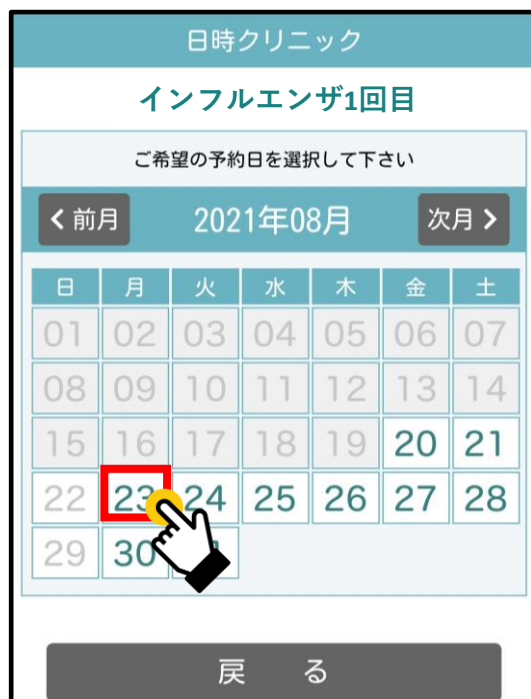 日時クリニック
インフルエンザ1回目
ご希望の予約日を選択して下さい
前月 2021年08月 次月
日 月 火 水 木 金 土
01 02 03 04 05 06 07
08 09 10 11 12 13 14
15 16 17 18 19 20 21
22 23 24 25 26 27 28
29 30
戻 る